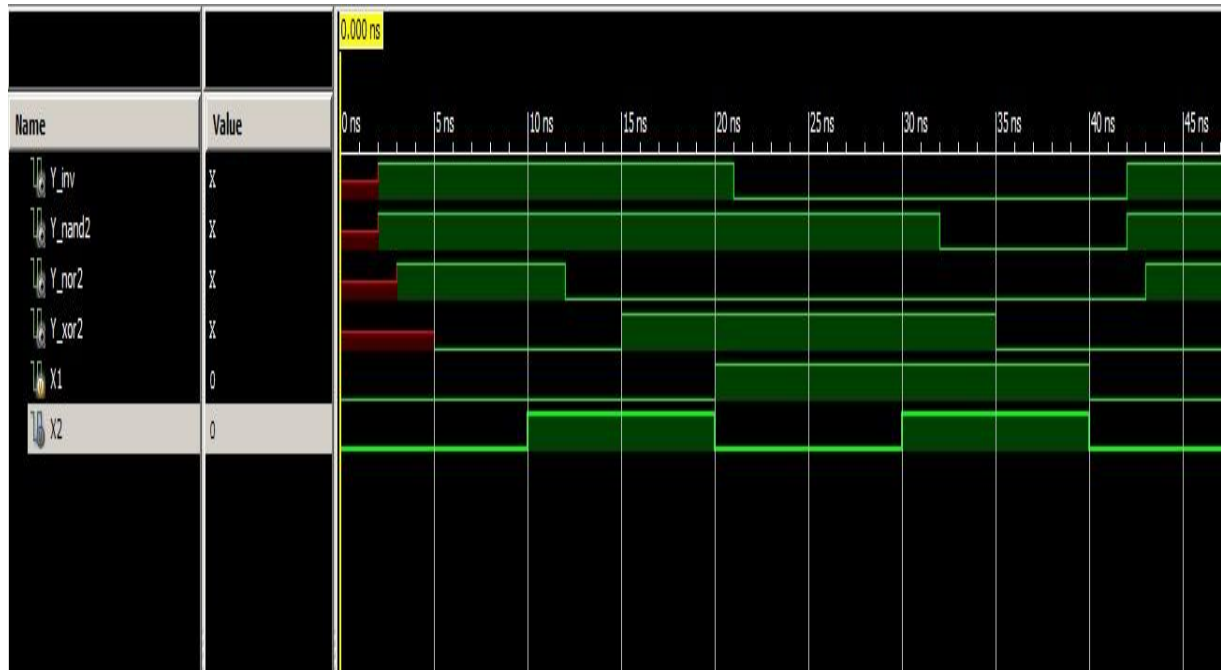 0.000 ns
Name Value 0 ns 5 ns 10 ns 15 ns 20 ns 25 ns 30 ns 35 ns 40 ns 45 ns
Y_inv X
Y_nand2 X
Y_nor2 X
Y_xor2 X
X1 0
X2 0